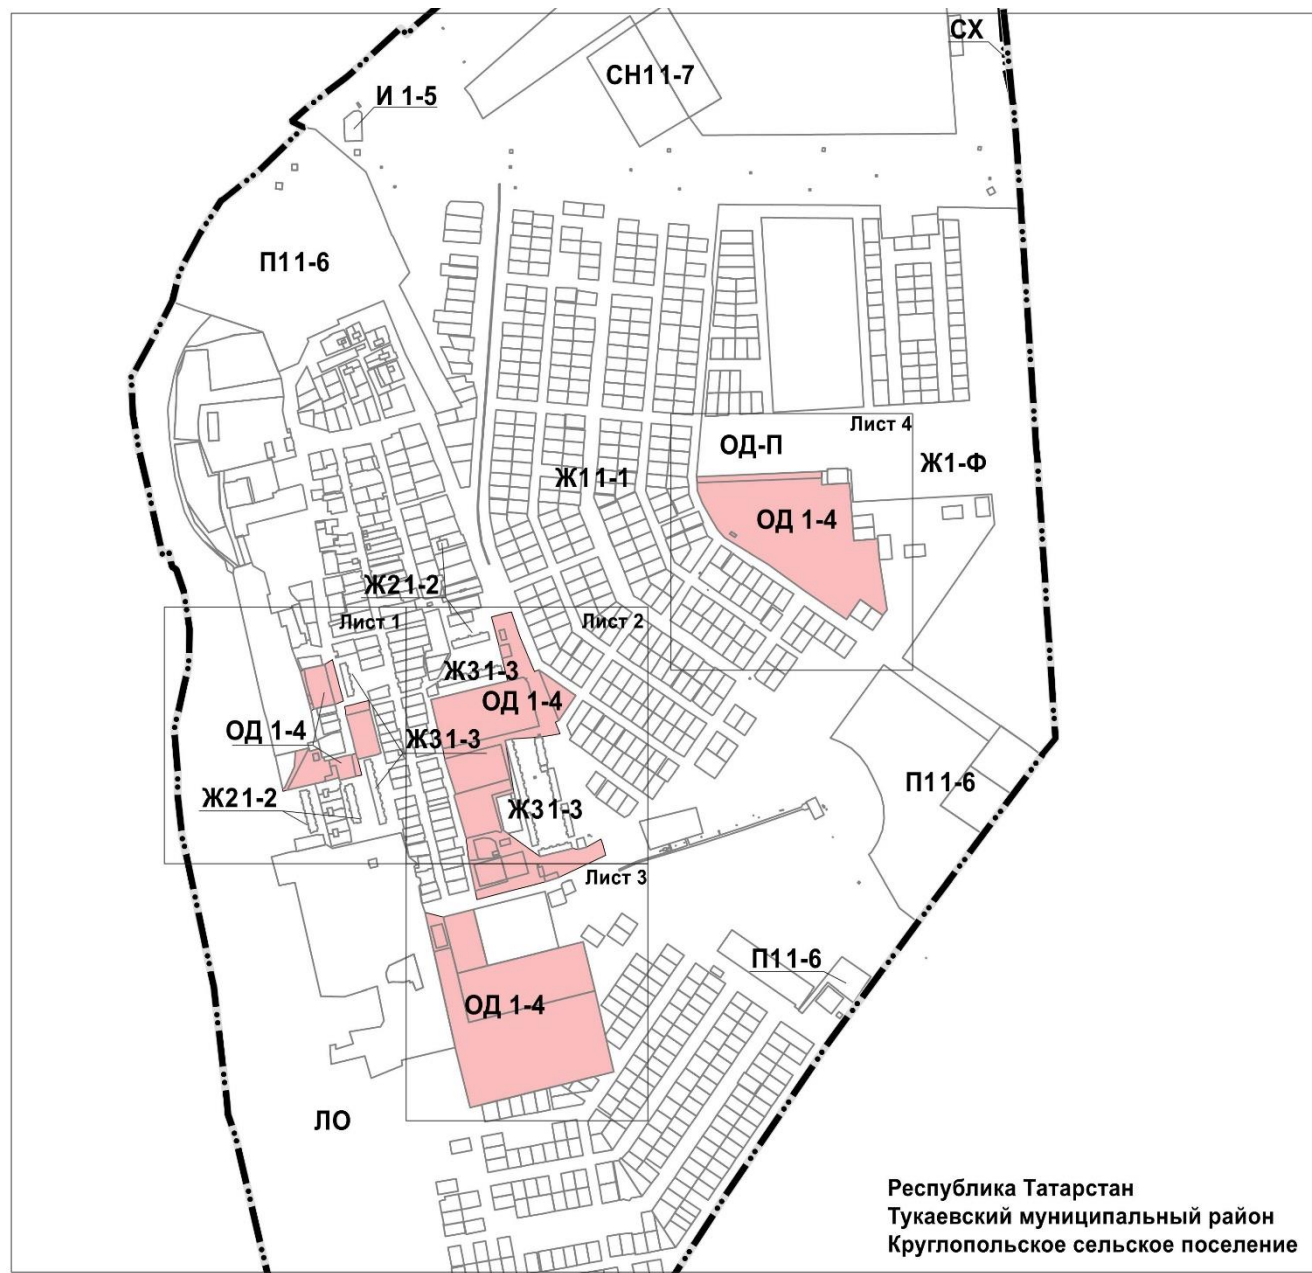 СХ
СН11-7
И 1-5
П11-6
Лист 4
ОД-П
Ж1-Ф
Ж11-1
ОД 1-4
Ж21-2
Лист 1
Лист 2
Ж31-3
ОД 1-4
ОД 1-4
Ж31-3
П11-6
Ж21-2
Ж31-3
Лист 3
П11-6
ОД 1-4
ЛО
Республика Татарстан
Тукаевский муниципальный район
Круглопольское сельское поселение